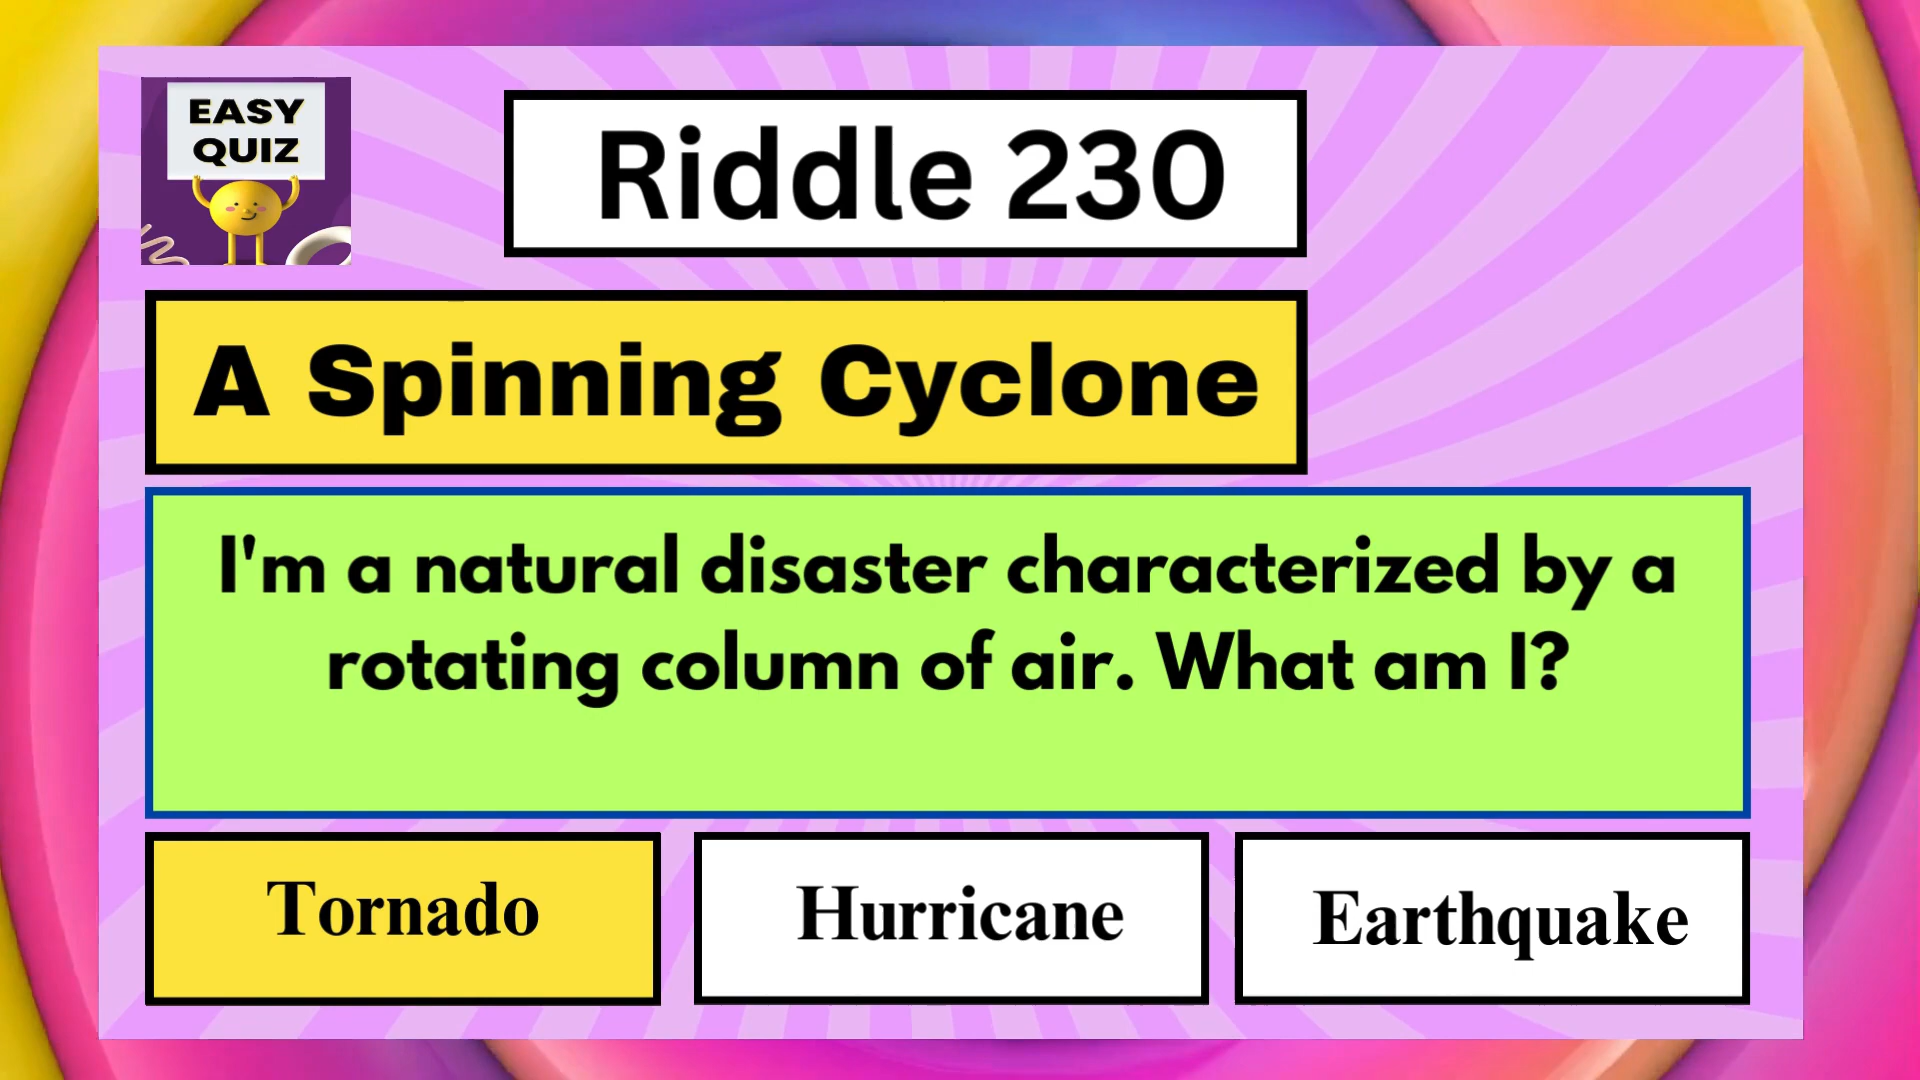 EASY
QUIZ
Riddle 230
A Spinning Cyclone
I'm a natural disaster characterized by a
rotating column of air. What am I?
Tornado
Hurricane
Earthquake